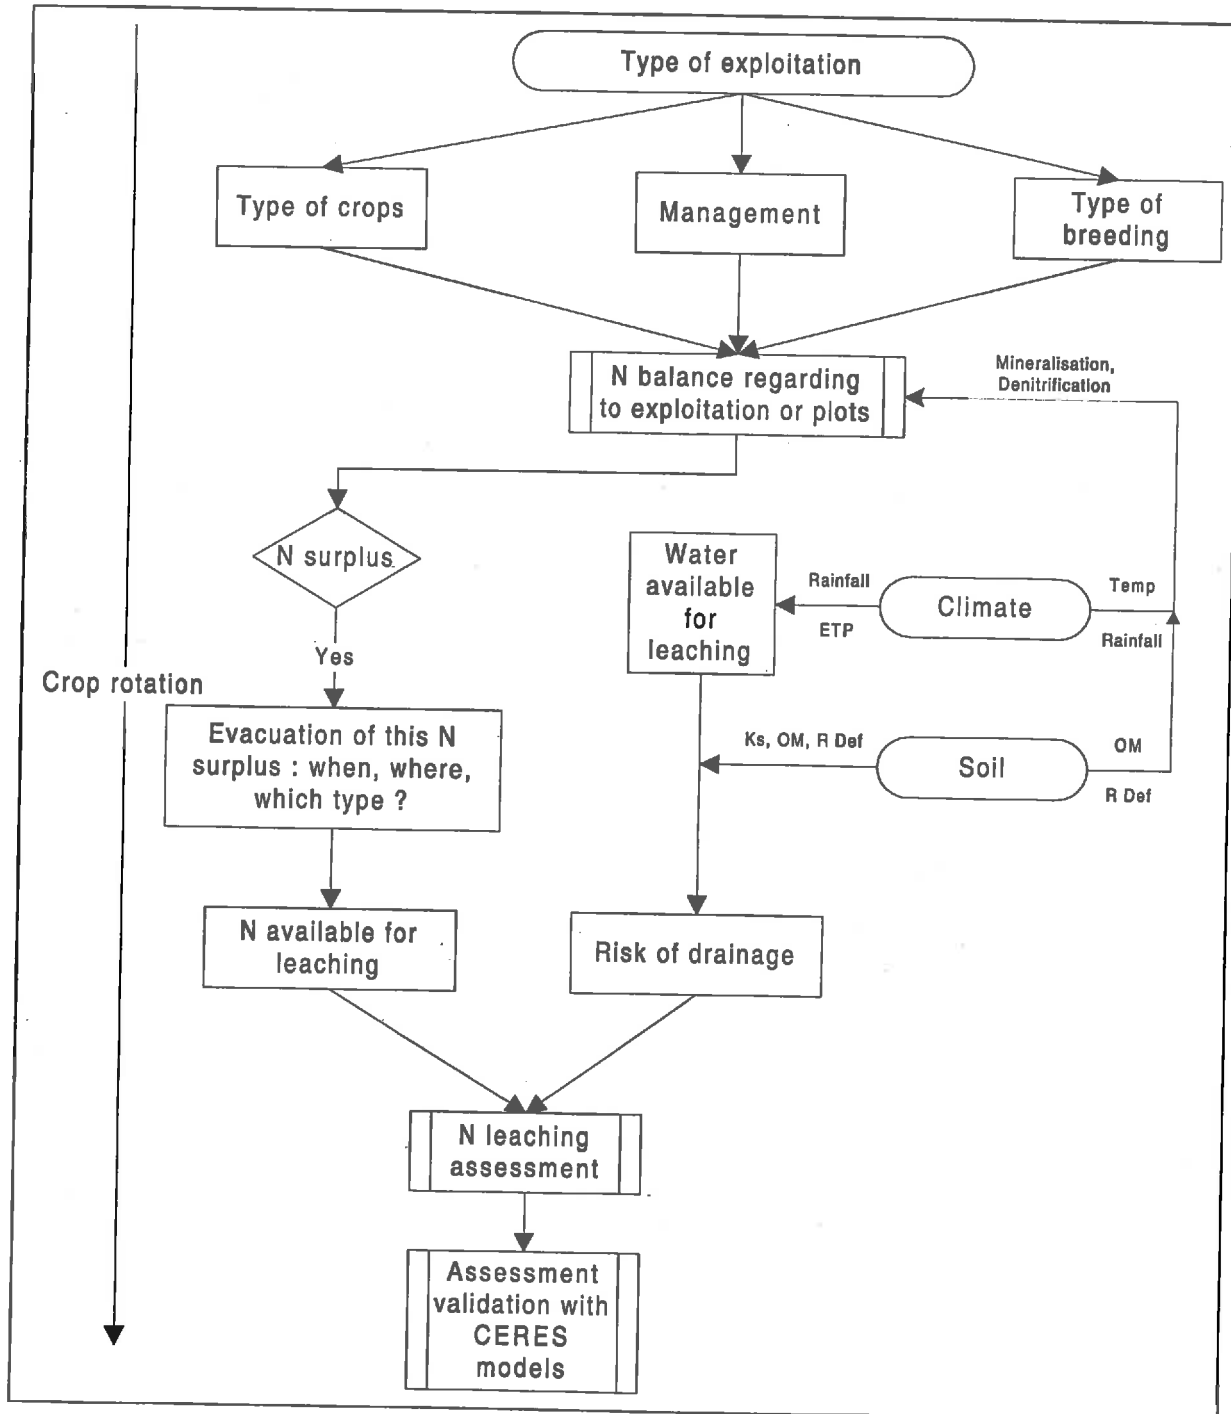 Type of exploitation
Type of crops
Management
Type of
breeding
N balance regarding
to exploitation or plots
Mineralisation,
Denitrification
N surplus
Water
available
for
leaching
Rainfall
ETP
Climate
Temp
Rainfall
Yes
Crop rotation
Evacuation of this N
surplus : when, where,
which type ?
Ks, OM, R Def
Soil
OM
R Def
N available for
leaching
Risk of drainage
N leaching
assessment
Assessment
validation with
CERES
models